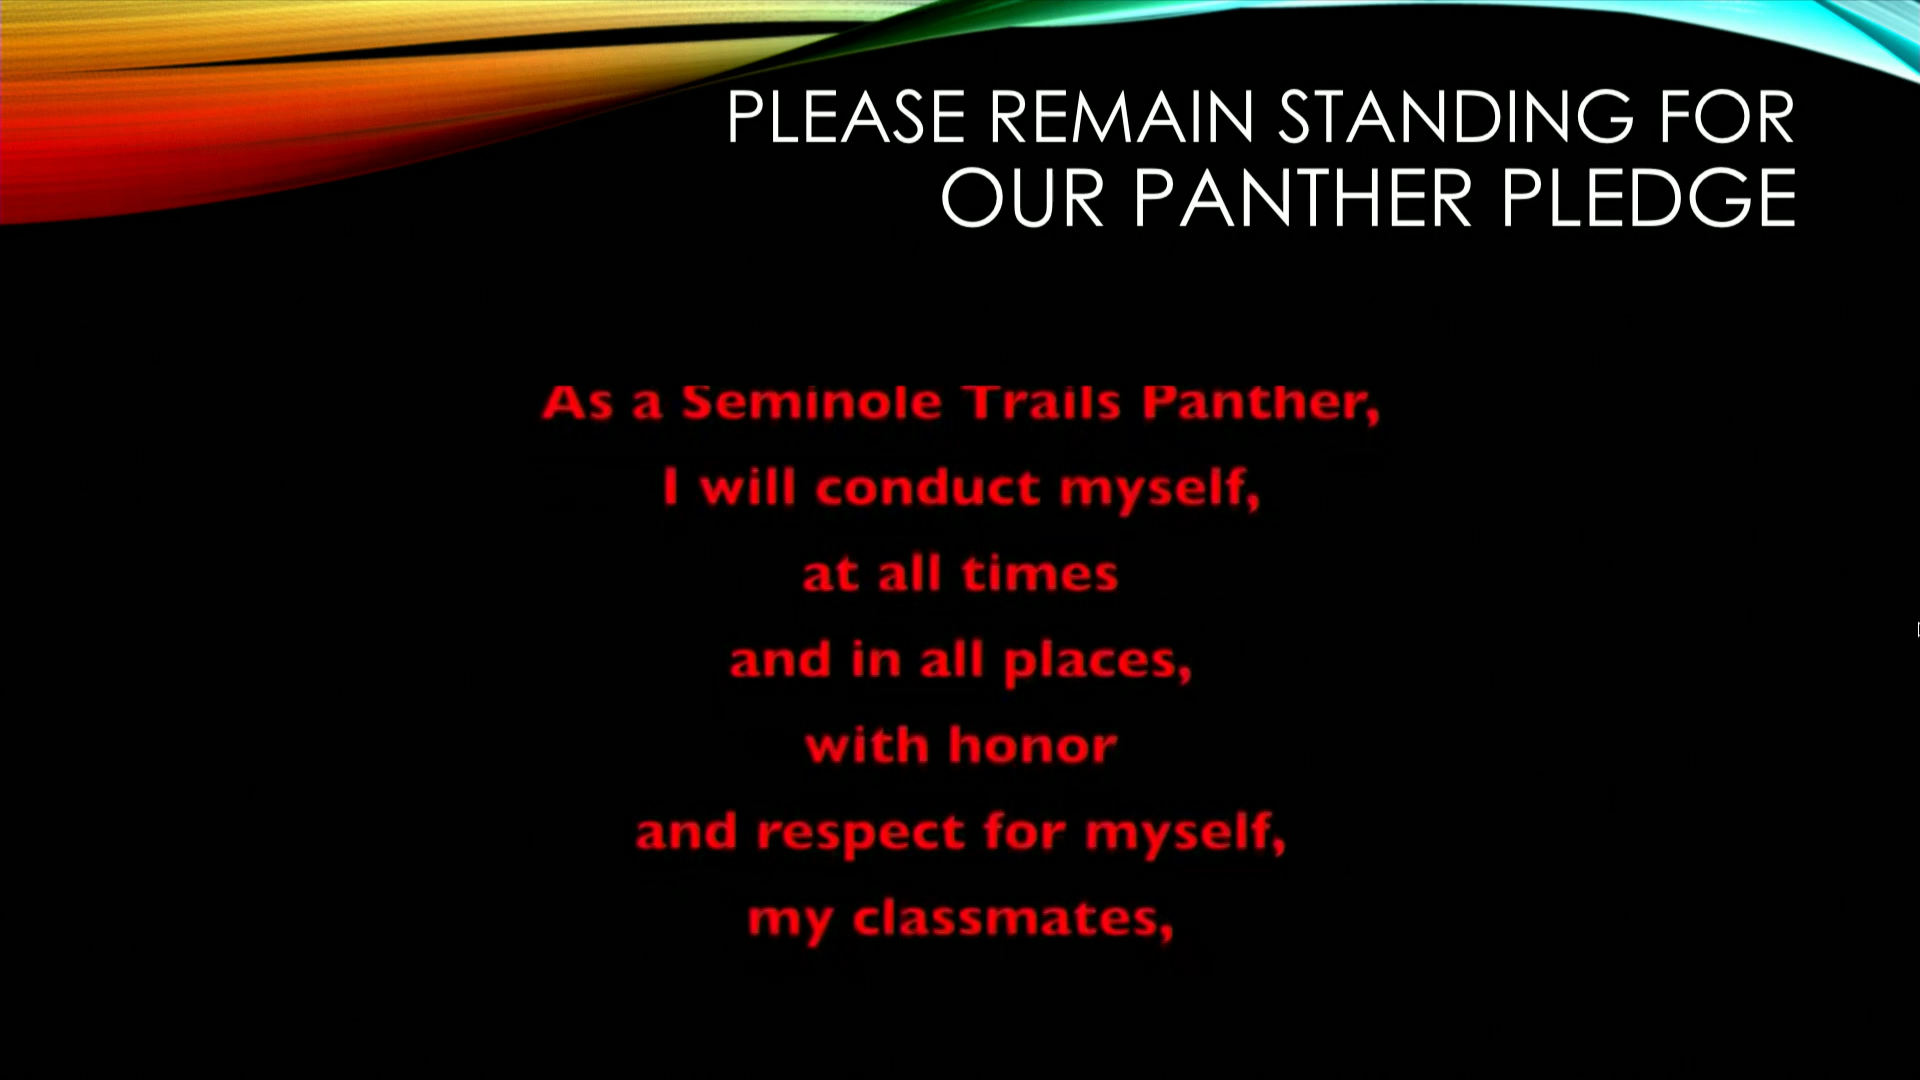 PLEASE REMAIN STANDING FOR
OUR PANTHER PLEDGE
As a Seminole Trails Panther,
I will conduct myself,
at all times
and in all places,
with honor
and respect for myself,
my classmates,